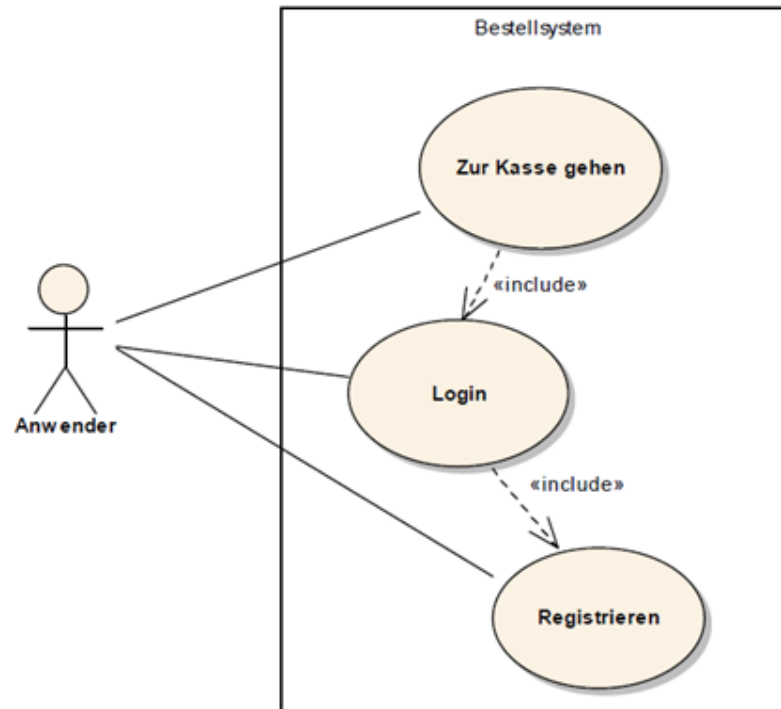 Bestellsystem
Zur Kasse gehen
«include»
Login
Anwender
«include»
Registrieren